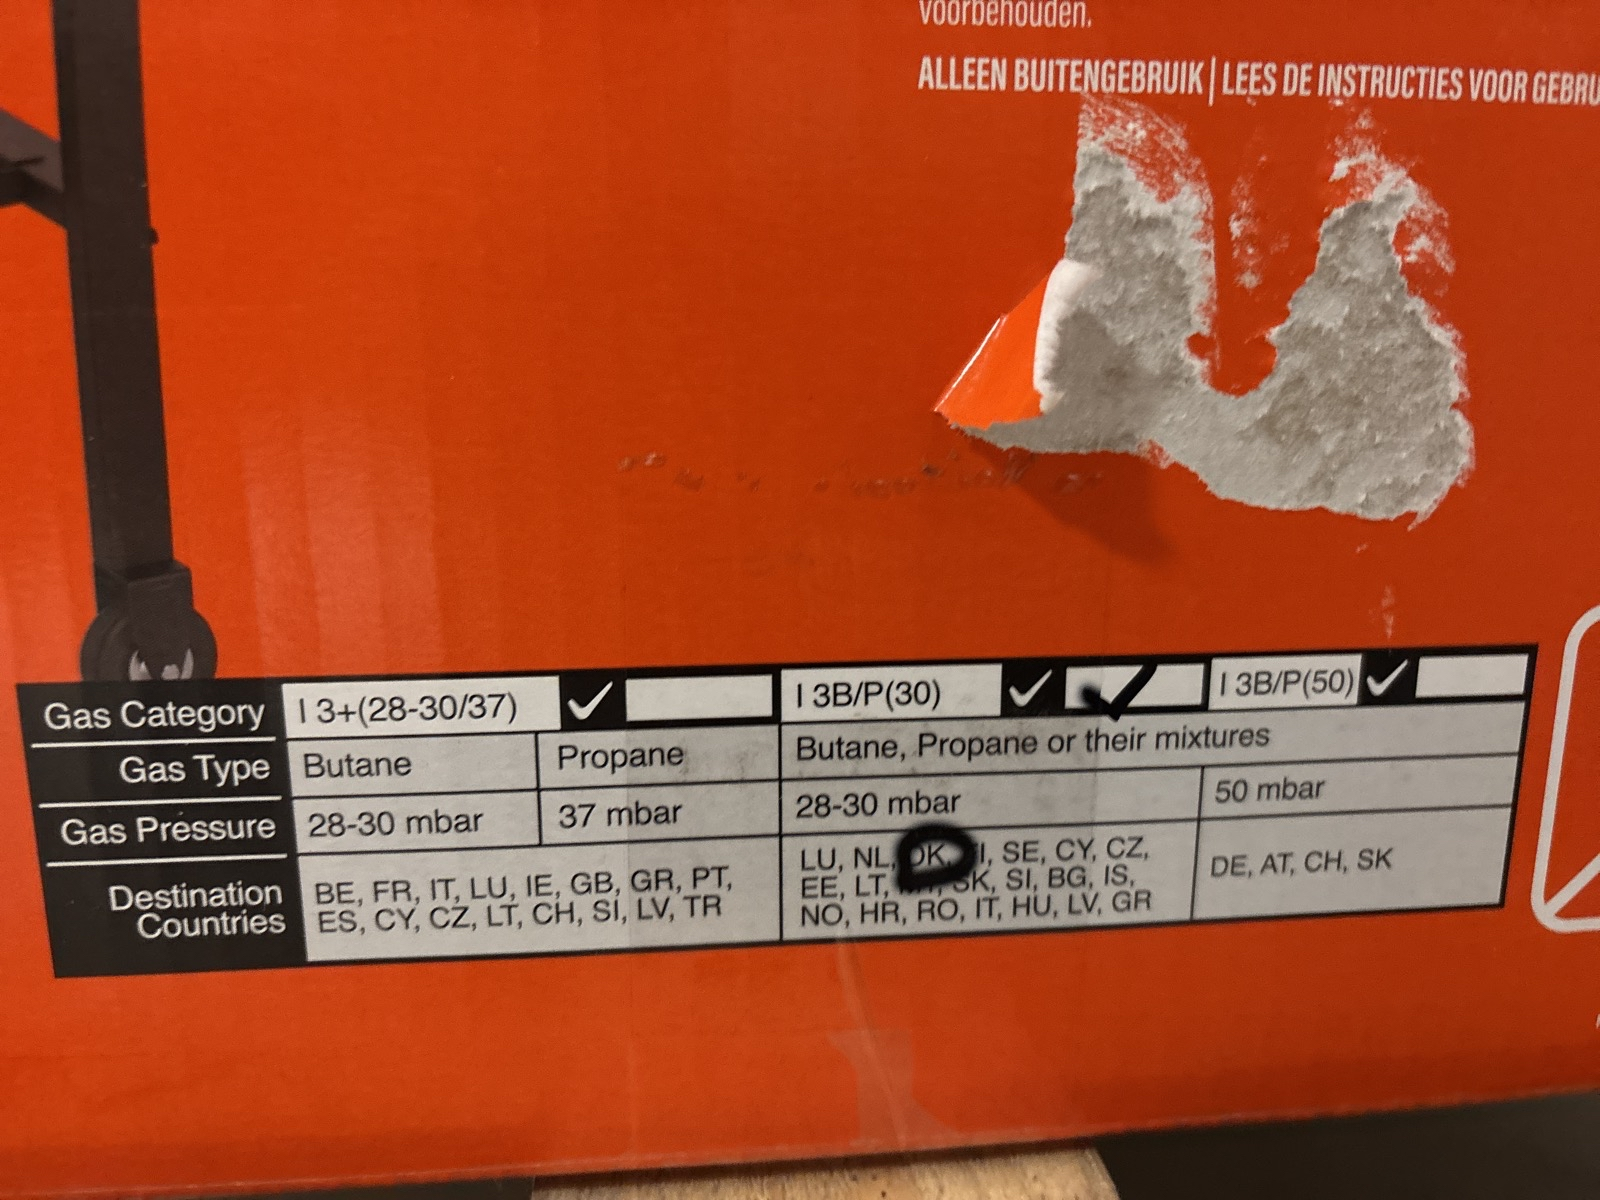 voorbehouden.
ALLEEN BUITENGEBRUIK | LEES DE INSTRUCTIES VOOR
Gas Category I 3+(28-30/37) ✓ I 3B/P(30) ✓ ✓ I 3B/P(50) ✓
Gas Type Butane Propane Butane, Propane or their mixtures
Gas Pressure 28-30 mbar 37 mbar 28-30 mbar 50 mbar
Destination Countries
BE, FR, IT, LU, IE, GB, GR, PT,
ES, CY, CZ, LT, CH, SI, LV, TR
LU, NL, DK, SE, CY, CZ,
EE, LT, SK, SI, BG, IS,
NO, HR, RO, IT, HU, LV, GR
DE, AT, CH, SK